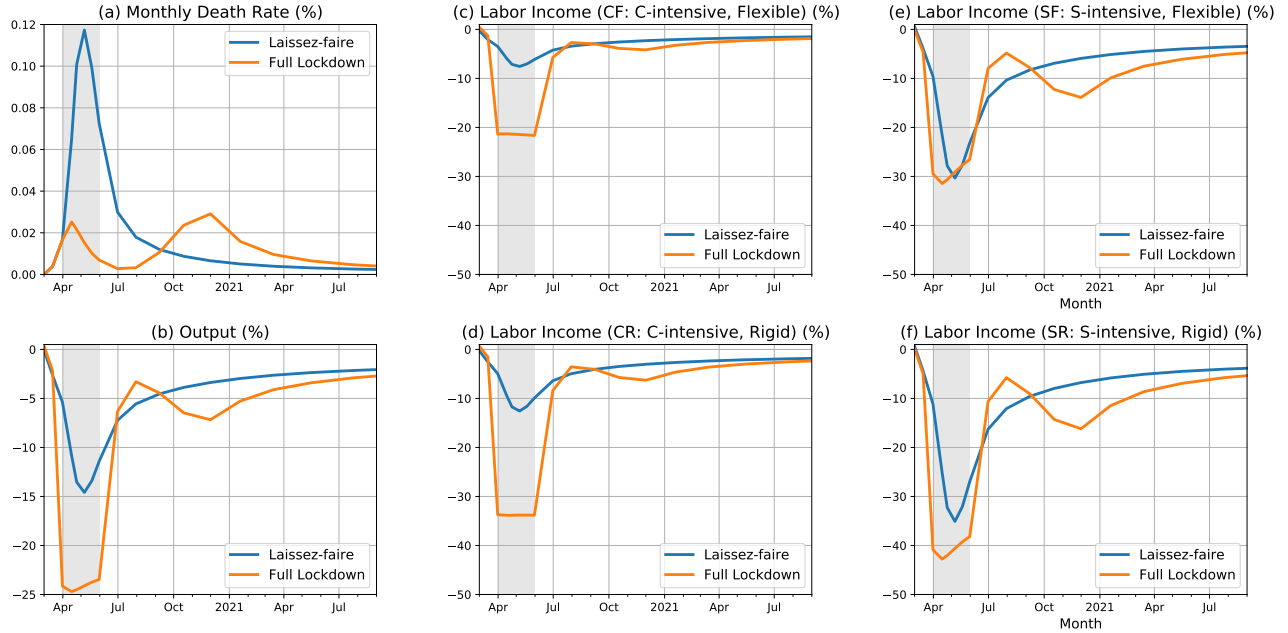 (a) Monthly Death Rate (%)
0.12
0.10
0.08
0.06
0.04
0.02
0.00
Apr Jul Oct 2021 Apr Jul
Laissez-faire
Full Lockdown
(c) Labor Income (CF: C-intensive, Flexible) (%)
0
−10
−20
−30
−40
−50
Apr Jul Oct 2021 Apr Jul
Laissez-faire
Full Lockdown
(e) Labor Income (SF: S-intensive, Flexible) (%)
0
−10
−20
−30
−40
−50
Apr Jul Oct 2021 Apr Jul
Month
Laissez-faire
Full Lockdown
(b) Output (%)
0
−5
−10
−15
−20
−25
Apr Jul Oct 2021 Apr Jul
Laissez-faire
Full Lockdown
(d) Labor Income (CR: C-intensive, Rigid) (%)
0
−10
−20
−30
−40
−50
Apr Jul Oct 2021 Apr Jul
Laissez-faire
Full Lockdown
(f) Labor Income (SR: S-intensive, Rigid) (%)
0
−10
−20
−30
−40
−50
Apr Jul Oct 2021 Apr Jul
Month
Laissez-faire
Full Lockdown